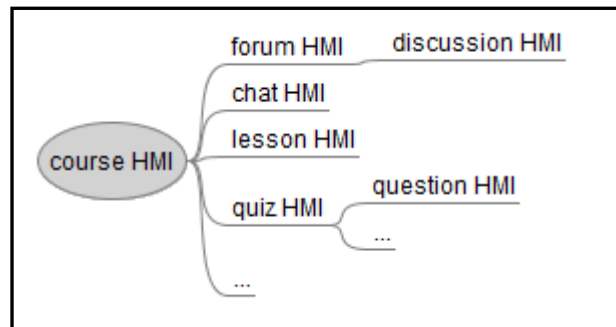 forum HMI
discussion HMI
chat HMI
lesson HMI
course HMI
quiz HMI
question HMI
...
...